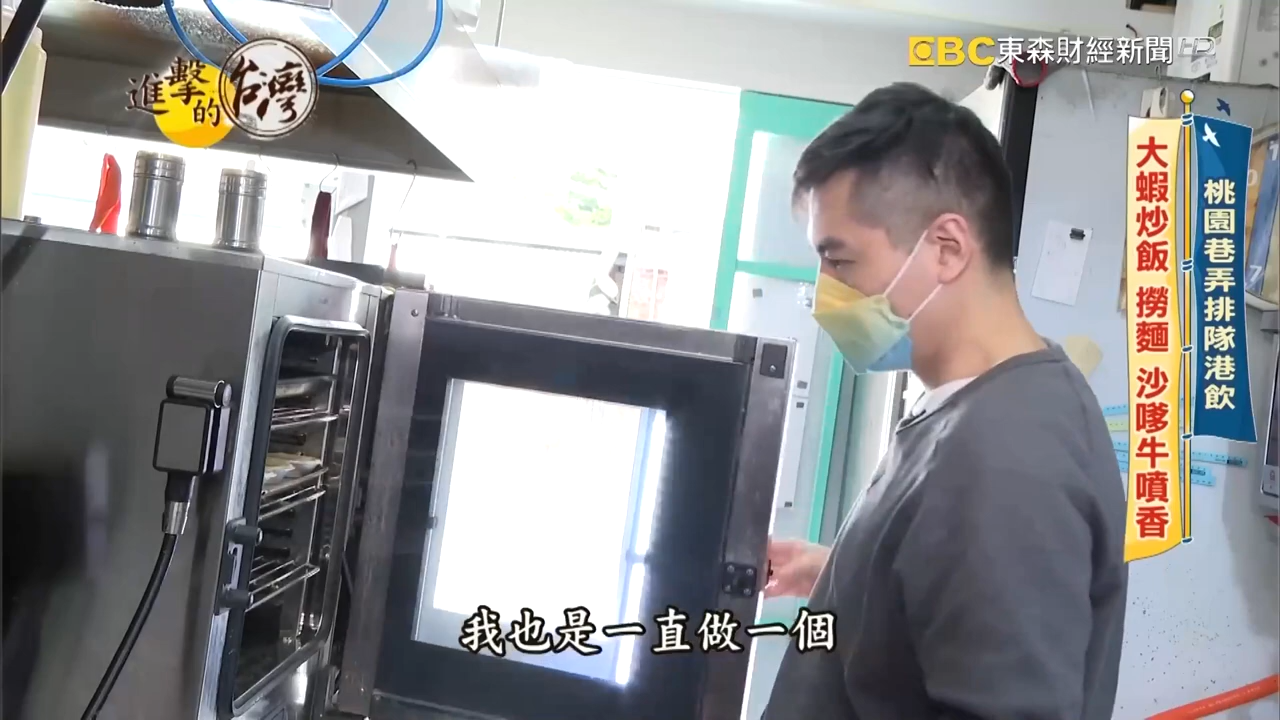 進擊的台灣
EBC東森財經新聞HD
桃園巷弄排隊港飲
大蝦炒飯 撈麵 沙嗲牛噴香
我也是一直做一個